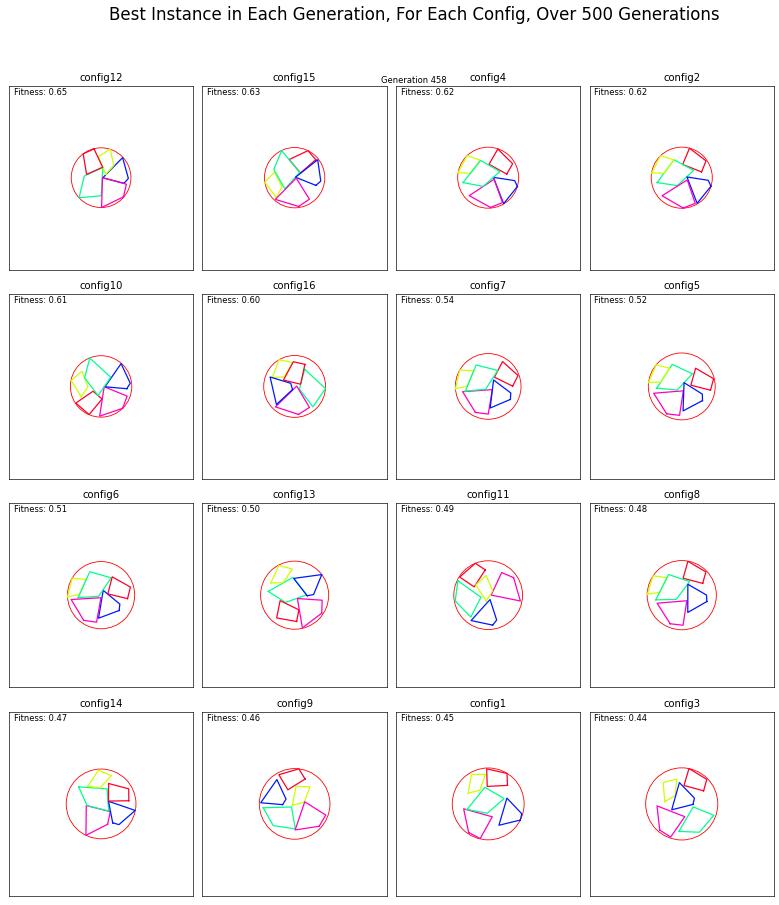 Best Instance in Each Generation, For Each Config, Over 500 Generations
Generation 458
config12
Fitness: 0.65
config15
Fitness: 0.63
config4
Fitness: 0.62
config2
Fitness: 0.62
config10
Fitness: 0.61
config16
Fitness: 0.60
config7
Fitness: 0.54
config5
Fitness: 0.52
config6
Fitness: 0.51
config13
Fitness: 0.50
config11
Fitness: 0.49
config8
Fitness: 0.48
config14
Fitness: 0.47
config9
Fitness: 0.46
config1
Fitness: 0.45
config3
Fitness: 0.44